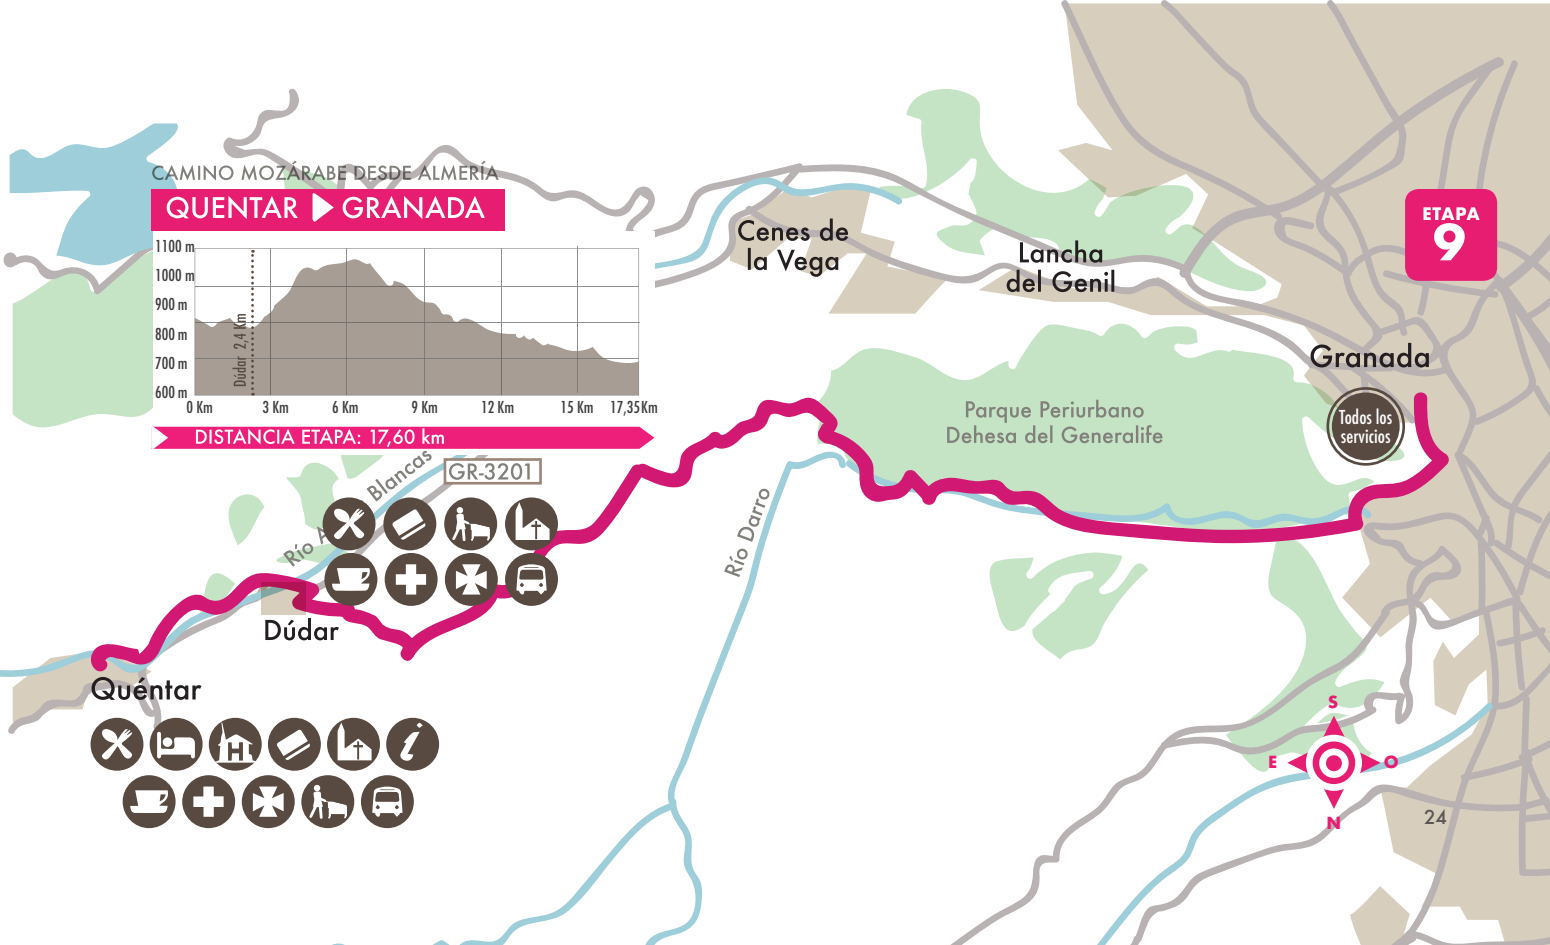 CAMINO MOZÁRABE DESDE ALMERÍA
QUENTAR GRANADA
1100 m
1000 m
900 m
800 m
700 m
600 m
Dúdar 2,4 Km
0 Km 3 Km 6 Km 9 Km 12 Km 15 Km 17,35Km
DISTANCIA ETAPA: 17,60 km
Cenes de
la Vega
Lancha
del Genil
ETAPA
9
Granada
Todos los
servicios
Parque Periurbano
Dehesa del Generalife
GR-3201
Río A
Blancas
Río Darro
Dúdar
Quéntar
S
E
O
N
24